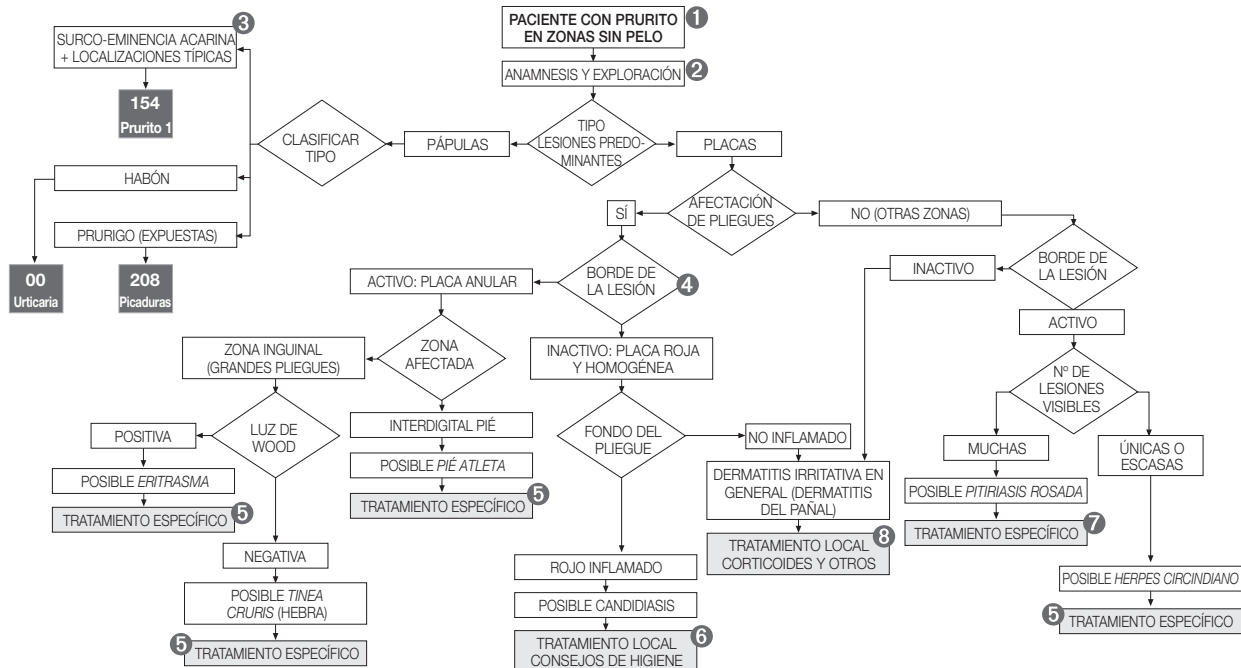 1
PACIENTE CON PRURITO
EN ZONAS SIN PELO
2
ANAMNESIS Y EXPLORACIÓN
TIPO
LESIONES PREDO-
MINANTES
3
SURCO-EMINENCIA ACARINA
+ LOCALIZACIONES TÍPICAS
154
Prurito 1
CLASIFICAR
TIPO
PÁPULAS
PLACAS
HABÓN
PRURIGO (EXPUESTAS)
00
Urticaria
208
Picaduras
AFECTACIÓN
DE PLIEGUES
SÍ
NO (OTRAS ZONAS)
BORDE DE
LA LESIÓN
4
ACTIVO: PLACA ANULAR
INACTIVO
BORDE DE
LA LESIÓN
ACTIVO
ZONA INGUINAL
(GRANDES PLIEGUES)
ZONA
AFECTADA
INACTIVO: PLACA ROJA
Y HOMOGÉNEA
Nº DE
LESIONES
VISIBLES
POSITIVA
LUZ DE
WOOD
INTERDIGITAL PIÉ
FONDO DEL
PLIEGUE
NO INFLAMADO
MUCHAS
ÚNICAS O
ESCASAS
POSIBLE ERITRASMA
POSIBLE PIÉ ATLETA
DERMATITIS IRRITATIVA EN
GENERAL (DERMATITIS
DEL PAÑAL)
POSIBLE PITIRIASIS ROSADA
5
TRATAMIENTO ESPECÍFICO
5
TRATAMIENTO ESPECÍFICO
8
TRATAMIENTO LOCAL
CORTICOIDES Y OTROS
7
TRATAMIENTO ESPECÍFICO
NEGATIVA
ROJO INFLAMADO
POSIBLE HERPES CIRCINDIANO
POSIBLE TINEA
CRURIS (HEBRA)
POSIBLE CANDIDIASIS
5
TRATAMIENTO ESPECÍFICO
5
TRATAMIENTO ESPECÍFICO
6
TRATAMIENTO LOCAL
CONSEJOS DE HIGIENE